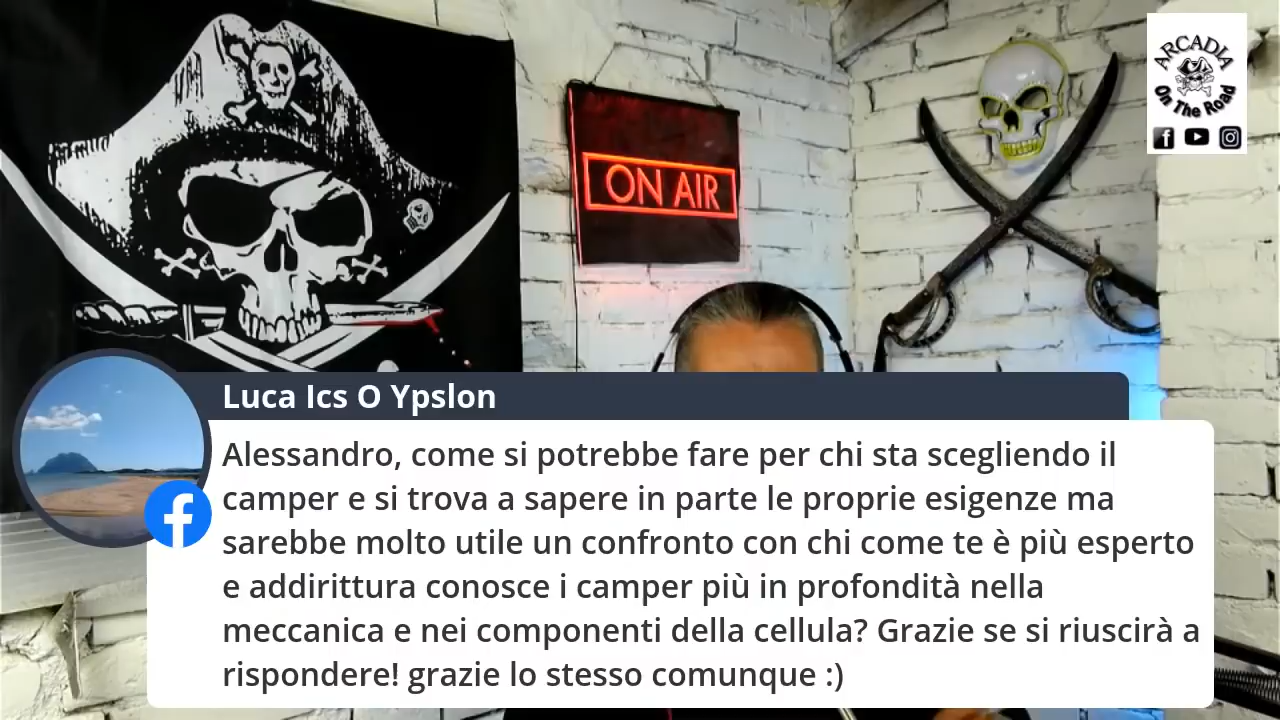 ARCADIA
On The Road
ON AIR
Luca Ics O Ypslon
Alessandro, come si potrebbe fare per chi sta scegliendo il
camper e si trova a sapere in parte le proprie esigenze ma
sarebbe molto utile un confronto con chi come te è più esperto
e addirittura conosce i camper più in profondità nella
meccanica e nei componenti della cellula? Grazie se si riuscirà a
rispondere! grazie lo stesso comunque :)